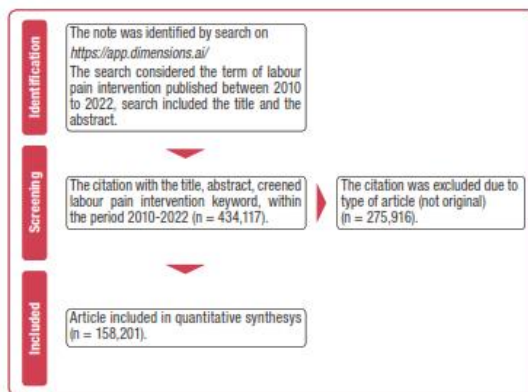 Identification
The note was identified by search on
https://app.dimensions.ai/
The search considered the term of labour
pain intervention published between 2010
to 2022, search included the title and the
abstract.
Screening
The citation with the title, abstract, creened
labour pain intervention keyword, within
the period 2010-2022 (n = 434,117).
The citation was excluded due to
type of article (not original)
(n = 275,916).
Included
Article included in quantitative synthesys
(n = 158,201).